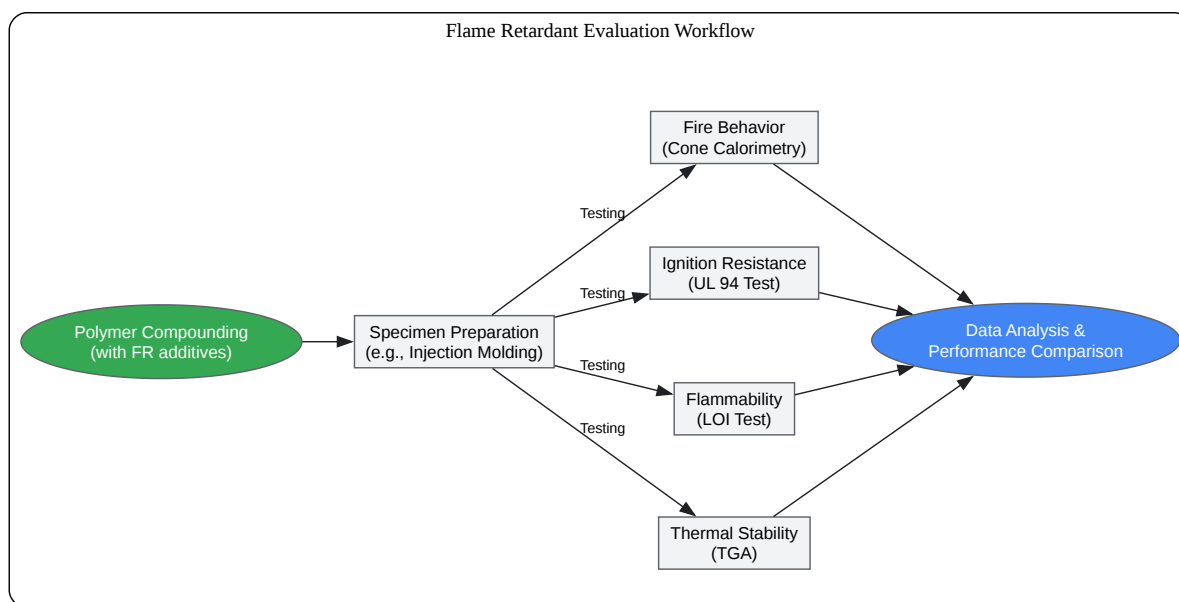 Flame Retardant Evaluation Workflow
Fire Behavior
(Cone Calorimetry)
Testing
Ignition Resistance
(UL 94 Test)
Testing
Polymer Compounding
(with FR additives)
Specimen Preparation
(e.g., Injection Molding)
Data Analysis &
Performance Comparison
Testing
Flammability
(LOI Test)
Testing
Thermal Stability
(TGA)